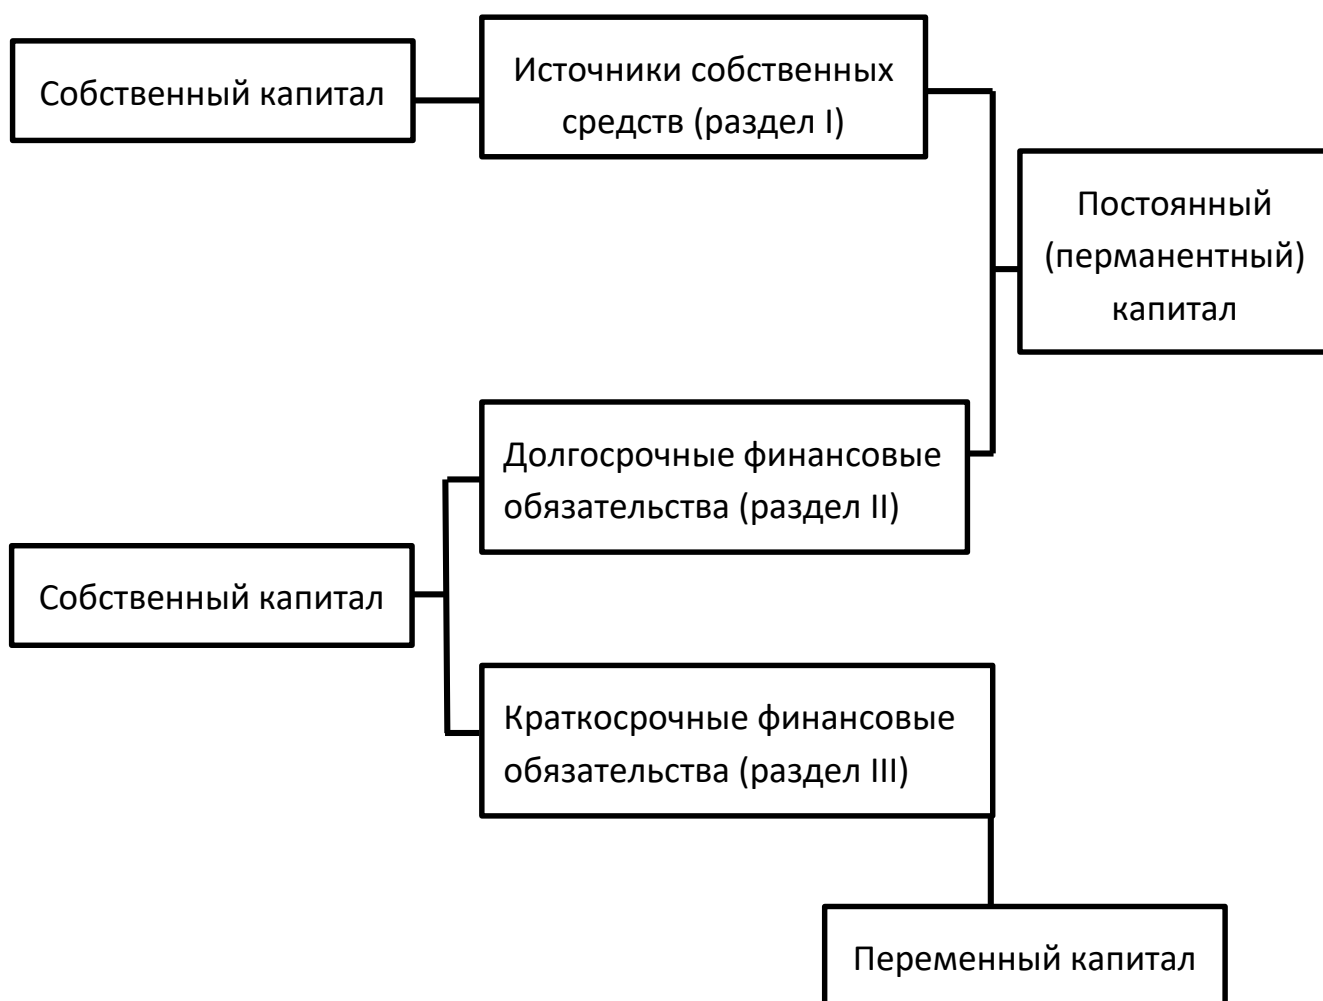 Собственный капитал
Источники собственных
средств (раздел I)
Постоянный
(перманентный)
капитал
Долгосрочные финансовые
обязательства (раздел II)
Собственный капитал
Краткосрочные финансовые
обязательства (раздел III)
Переменный капитал